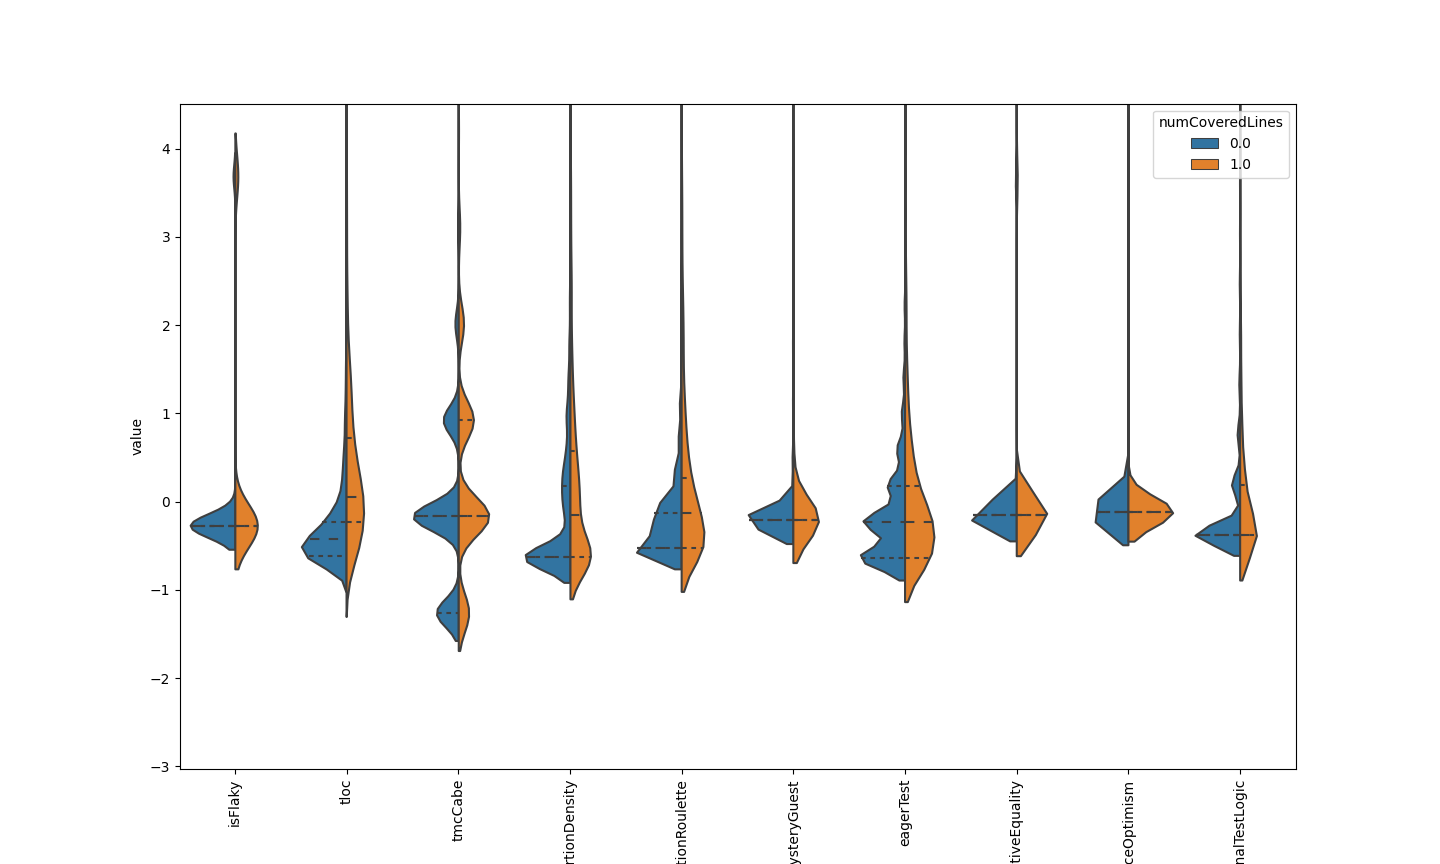 numCoveredLines
0.0
1.0
4
3
2
1
0
−1
−2
−3
value
isFlaky
tloc
tmcCabe
rtionDensity
tionRoulette
ysteryGuest
eagerTest
tiveEquality
ceOptimism
nalTestLogic